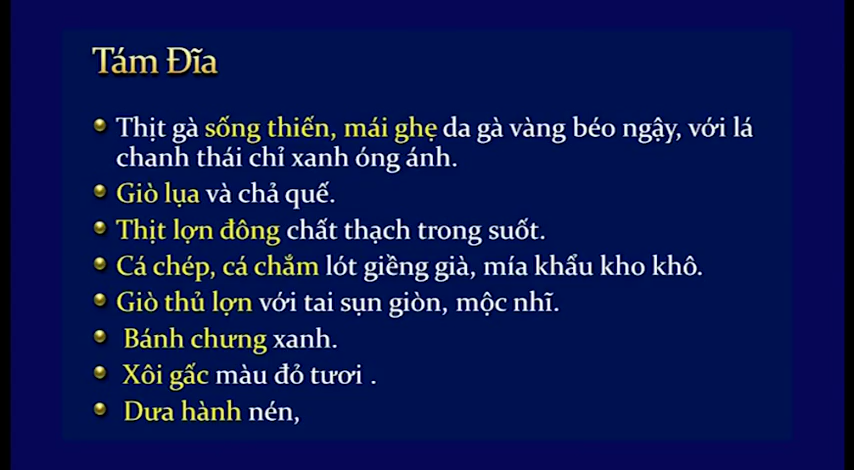 Tám Đĩa
Thịt gà sống thiến, mái ghẹ da gà vàng béo ngậy, với lá
chanh thái chỉ xanh óng ánh.
Giò lụa và chả quế.
Thịt lợn đông chất thạch trong suốt.
Cá chép, cá chắm lót giềng già, mía khẩu kho khô.
Giò thủ lợn với tai sụn giòn, mộc nhĩ.
Bánh chưng xanh.
Xôi gấc màu đỏ tươi .
Dưa hành nén,